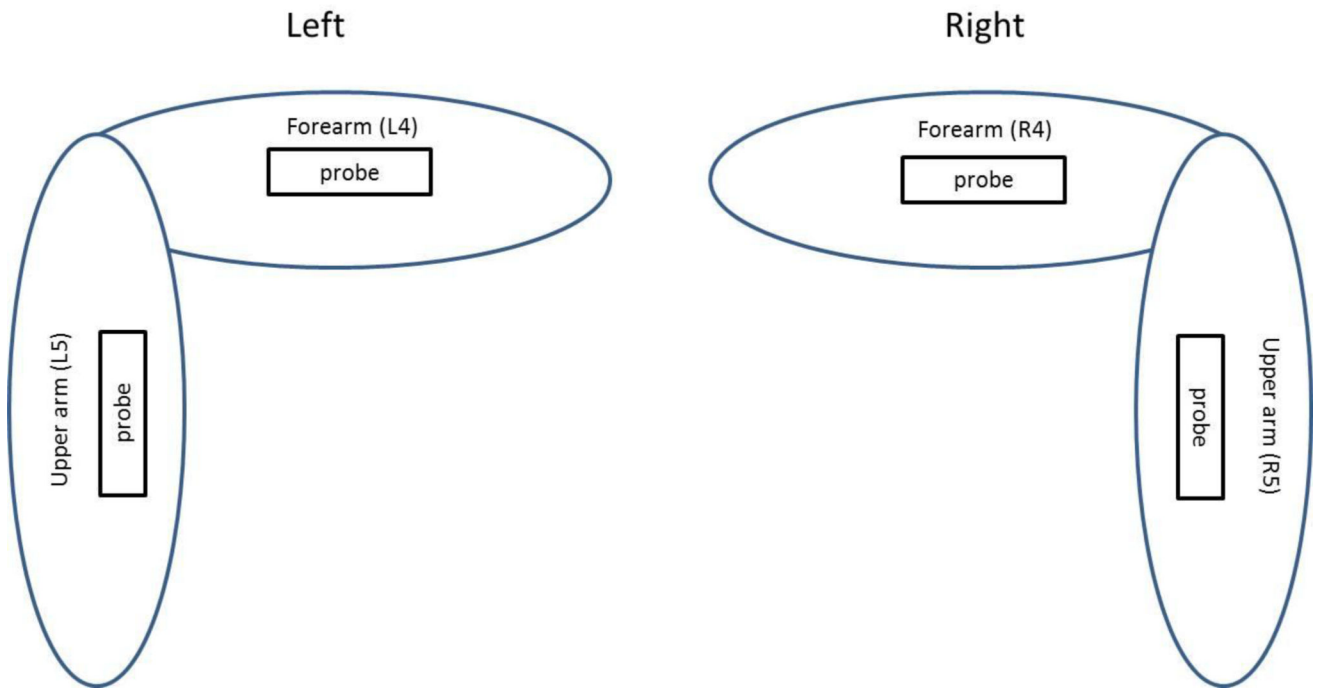 Left
Right
Forearm (L4)
probe
Forearm (R4)
probe
Upper arm (L5)
probe
probe
Upper arm (R5)